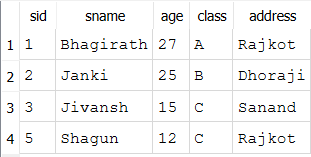 sid sname age class address
1 1 Bhagirath 27 A Rajkot
2 2 Janki 25 B Dhoraji
3 3 Jivansh 15 C Sanand
4 5 Shagun 12 C Rajkot